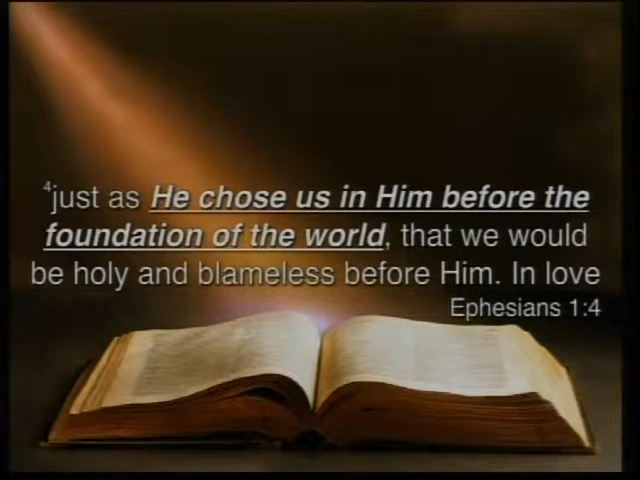 4just as He chose us in Him before the
foundation of the world, that we would
be holy and blameless before Him. In love
Ephesians 1:4